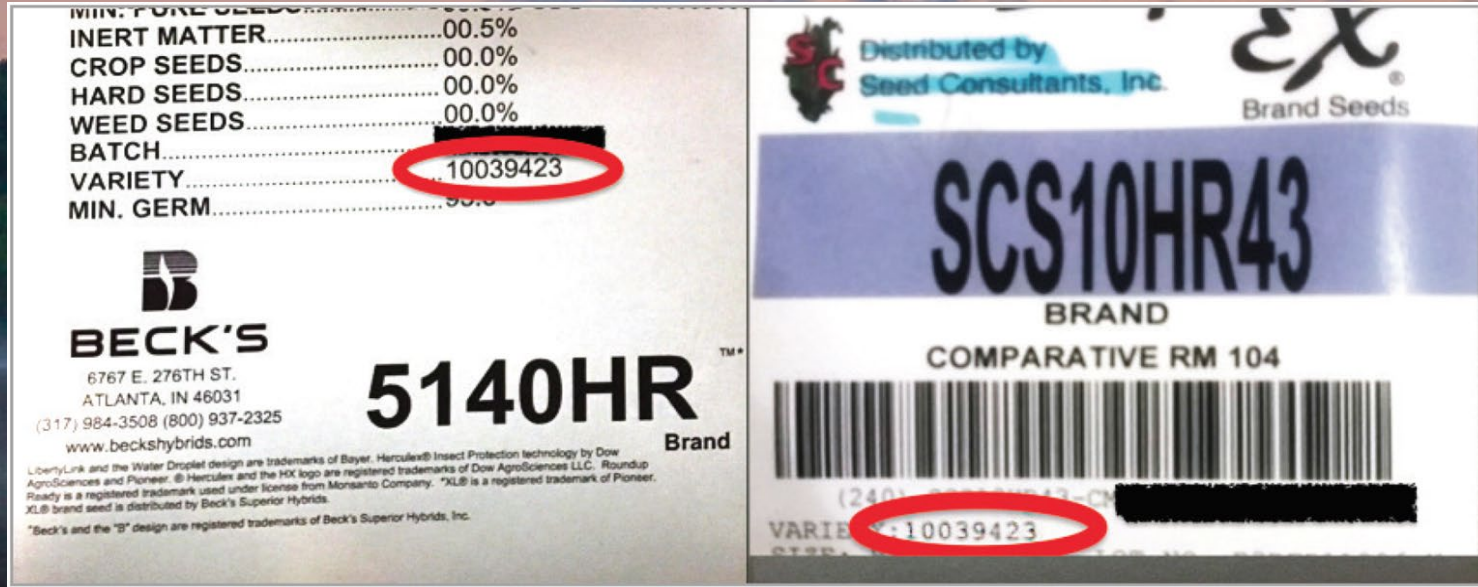 INERT MATTER..................00.5%
CROP SEEDS....................00.0%
HARD SEEDS....................00.0%
WEED SEEDS....................00.0%
BATCH
VARIETY.......................10039423
MIN. GERM
BECK'S
6767 E. 276TH ST.
ATLANTA, IN 46031
(317) 984-3508 (800) 937-2325
www.beckshybrids.com
5140HR ™*
Brand
LibertyLink and the Water Droplet design are trademarks of Bayer. Herculex® Insect Protection technology by Dow
AgroSciences and Pioneer. ® Herculex and the HX logo are registered trademarks of Dow AgroSciences LLC. Roundup
Ready is a registered trademark used under license from Monsanto Company. *XL® is a registered trademark of Pioneer.
XL® brand seed is distributed by Beck's Superior Hybrids.
*Beck's and the "B" design are registered trademarks of Beck's Superior Hybrids, Inc.
SC
Distributed by
Seed Consultants, Inc.
EX®
Brand Seeds
SCS10HR43
BRAND
COMPARATIVE RM 104
(240)
:10039423